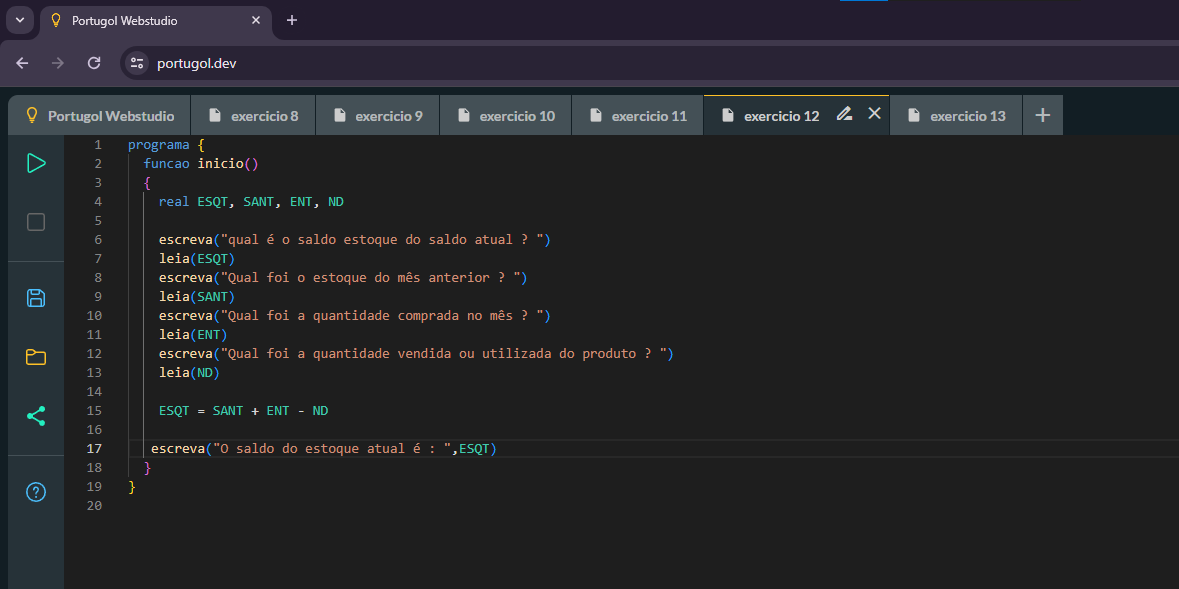 Portugol Webstudio
portugol.dev
Portugol Webstudio exercicio 8 exercicio 9 exercicio 10 exercicio 11 exercicio 12 exercicio 13
1 programa {
2 funcao inicio()
3 {
4 real ESQT, SANT, ENT, ND
5
6 escreva("qual é o saldo estoque do saldo atual ? ")
7 leia(ESQT)
8 escreva("Qual foi o estoque do mês anterior ? ")
9 leia(SANT)
10 escreva("Qual foi a quantidade comprada no mês ? ")
11 leia(ENT)
12 escreva("Qual foi a quantidade vendida ou utilizada do produto ? ")
13 leia(ND)
14
15 ESQT = SANT + ENT - ND
16
17 escreva("O saldo do estoque atual é : ",ESQT)
18 }
19 }
20